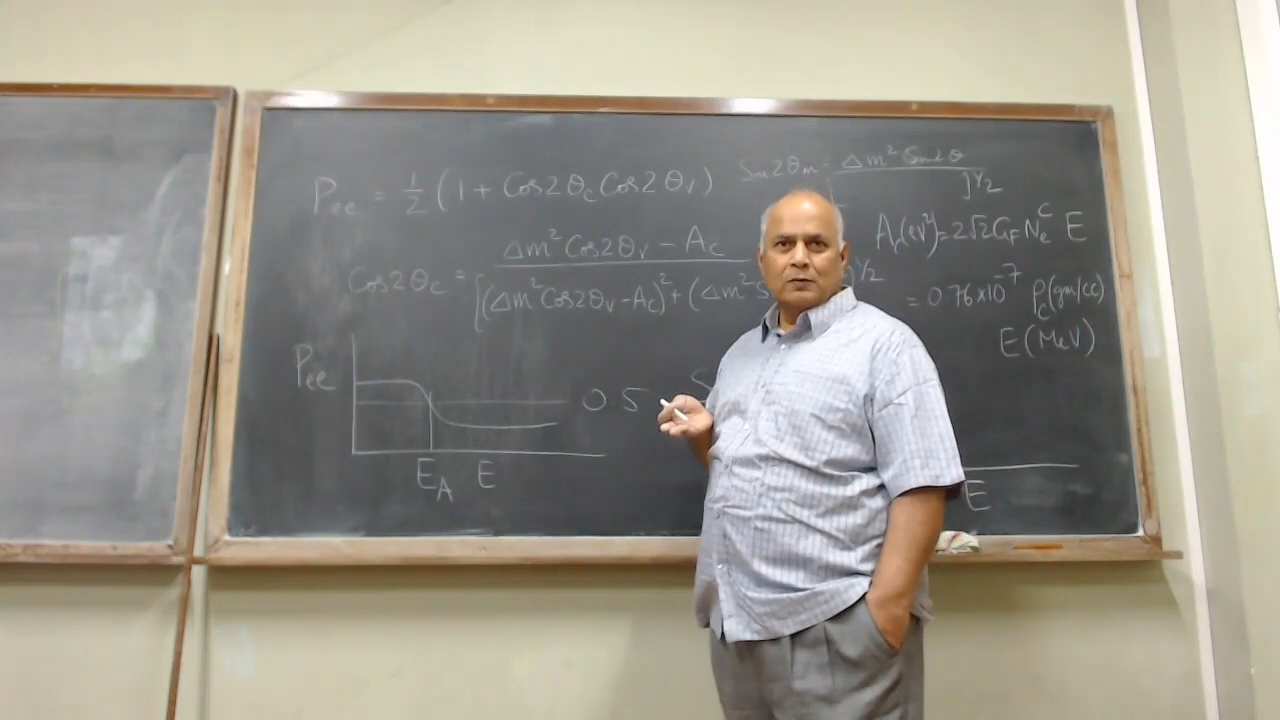 Pee = 1/2 (1 + Cos2θc Cos2θv)
Sin2θm = Δm² Sin2θ
]^1/2
Ac(eV²) = 2√2 GF Ne^c E
Cos2θc = Δm² Cos2θv - Ac
[(Δm² Cos2θv - Ac)² + (Δm² S )^1/2
= 0.76×10^-7 ρc (gm/cc)
E (MeV)
Pee
0.5
EA E
E